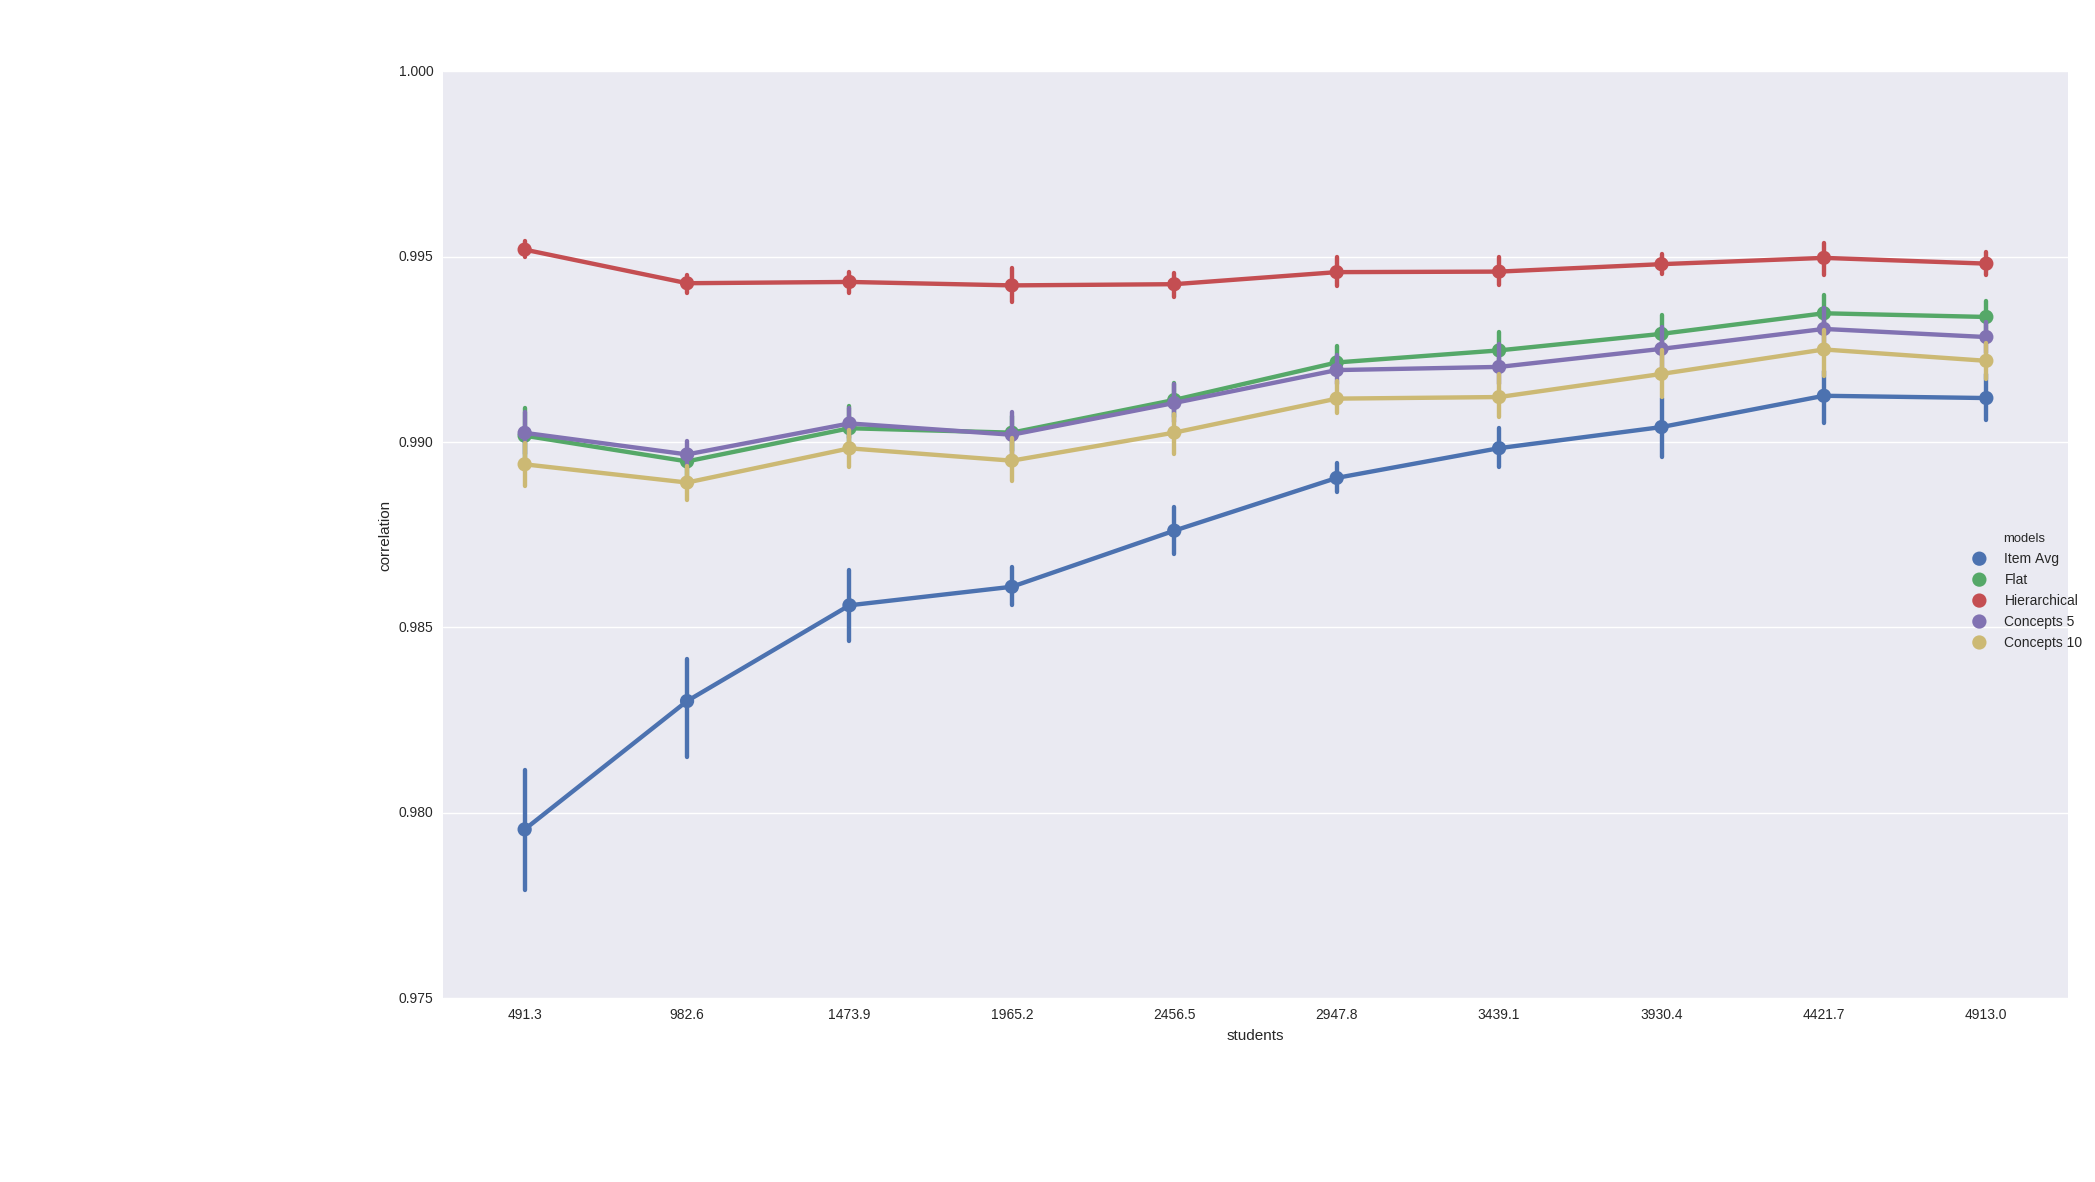 1.000
0.995
0.990
0.985
0.980
0.975
correlation
491.3 982.6 1473.9 1965.2 2456.5 2947.8 3439.1 3930.4 4421.7 4913.0
students
models
Item Avg
Flat
Hierarchical
Concepts 5
Concepts 10